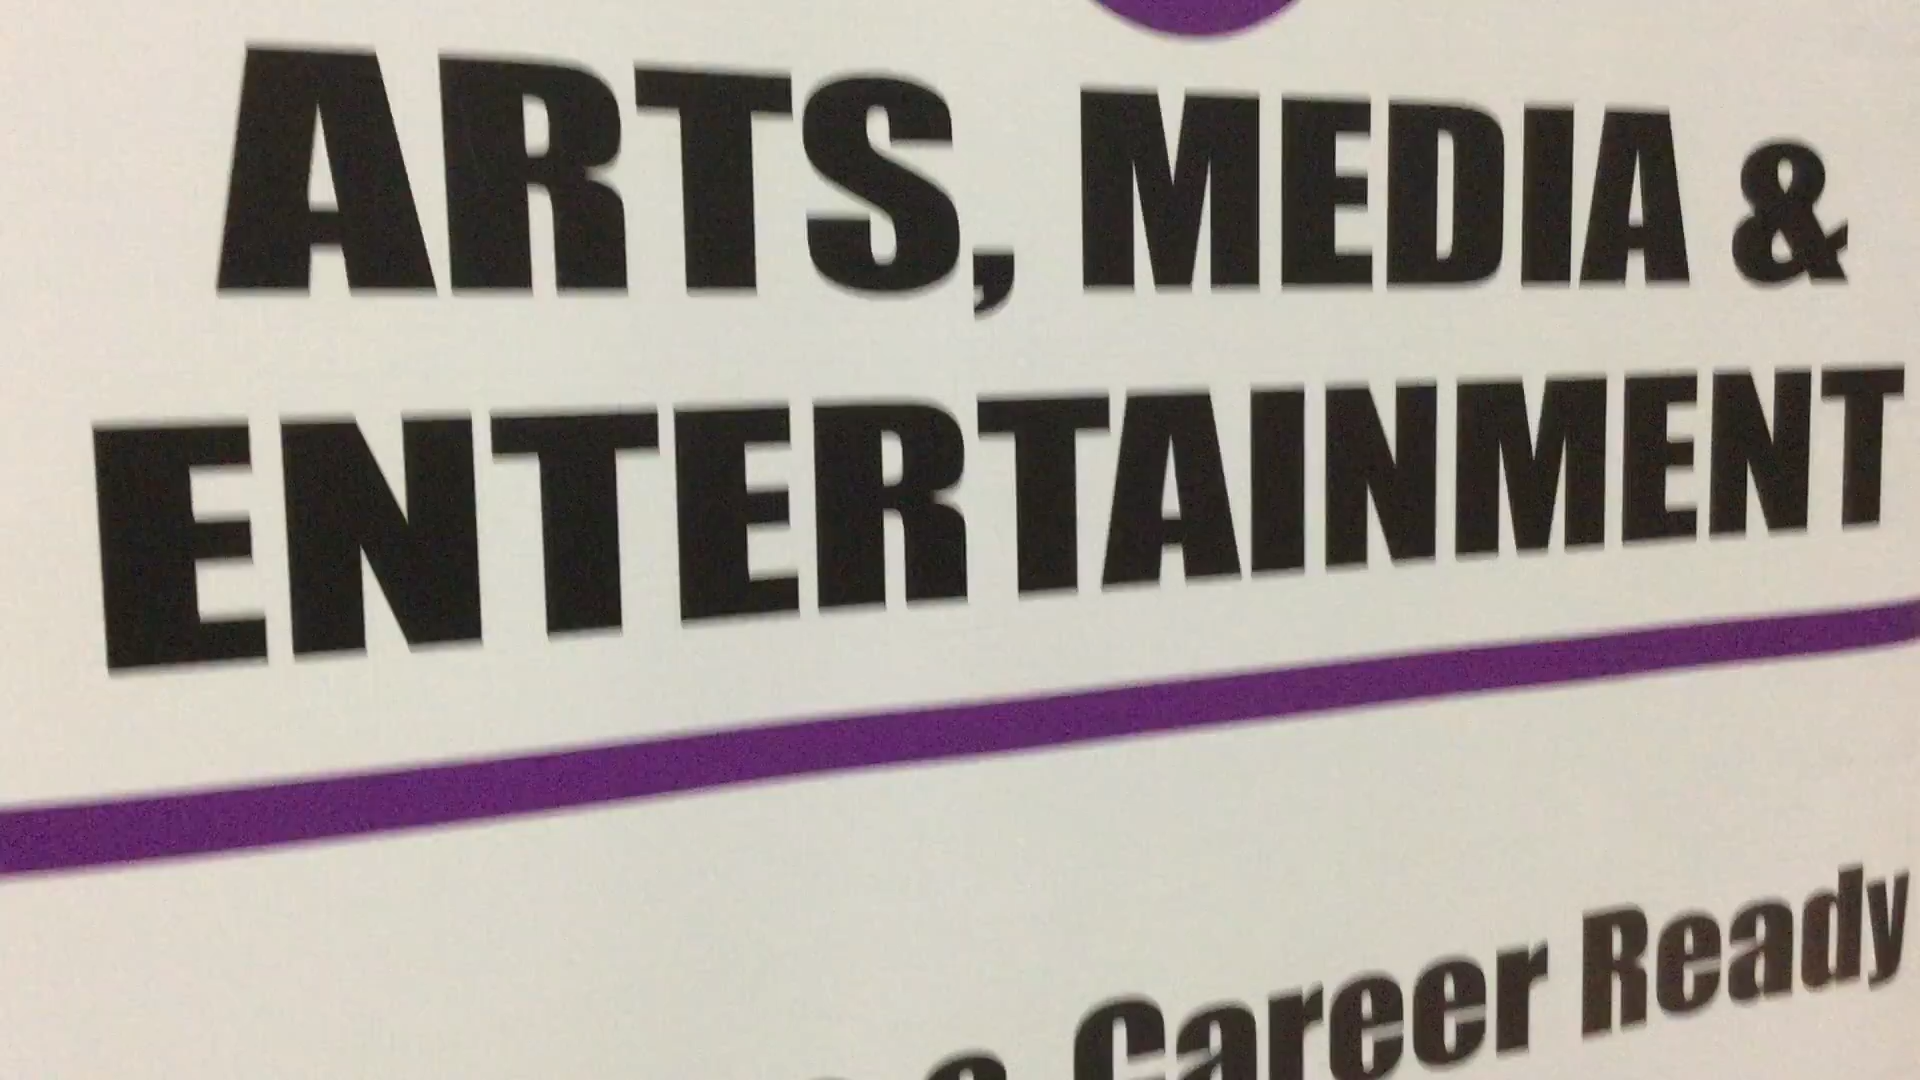 ARTS, MEDIA &
ENTERTAINMENT
& Career Ready